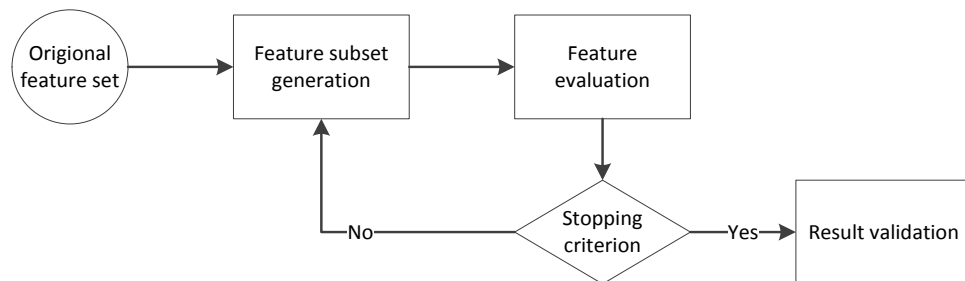 Origional
feature set
Feature subset
generation
Feature
evaluation
Stopping
criterion
No
Yes
Result validation